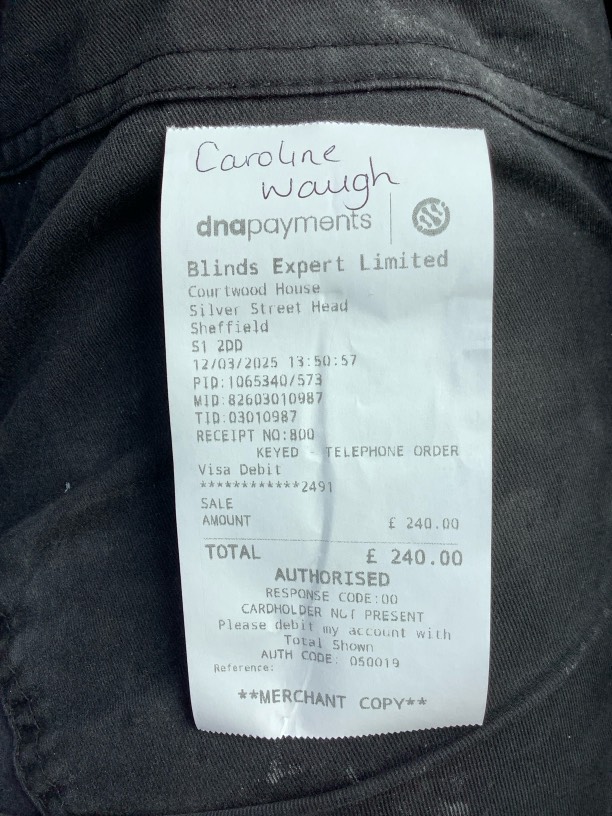 Caroline
Waugh
dnapayments
Blinds Expert Limited
Courtwood House
Silver Street Head
Sheffield
S1 2DD
12/03/2025 13:50:57
PID:1065340/573
MID:82603010987
TID:03010987
RECEIPT NO:800
KEYED - TELEPHONE ORDER
Visa Debit
************2491
SALE
AMOUNT £ 240.00
TOTAL £ 240.00
AUTHORISED
RESPONSE CODE:00
CARDHOLDER NOT PRESENT
Please debit my account with
Total Shown
AUTH CODE: 050019
Reference:
**MERCHANT COPY**